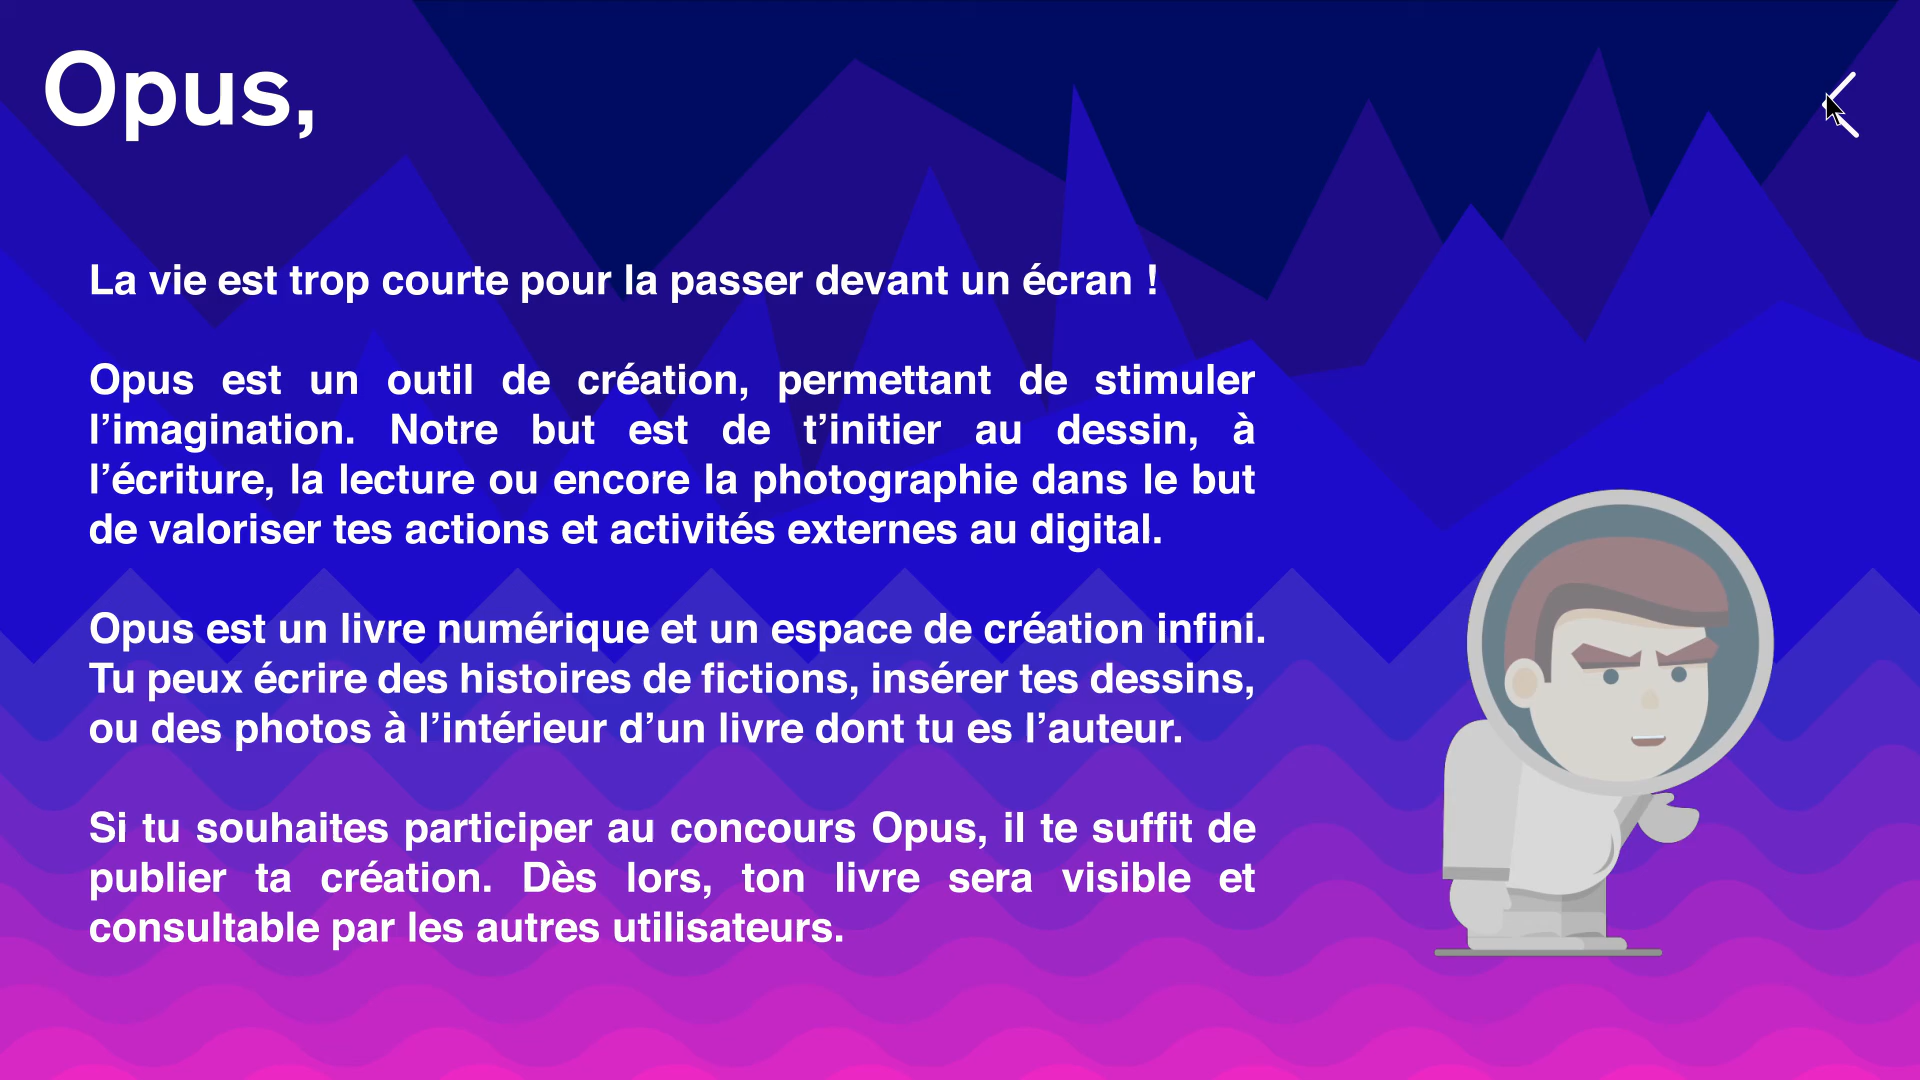 Opus,
La vie est trop courte pour la passer devant un écran !
Opus est un outil de création, permettant de stimuler
l’imagination. Notre but est de t’initier au dessin, à
l’écriture, la lecture ou encore la photographie dans le but
de valoriser tes actions et activités externes au digital.
Opus est un livre numérique et un espace de création infini.
Tu peux écrire des histoires de fictions, insérer tes dessins,
ou des photos à l’intérieur d’un livre dont tu es l’auteur.
Si tu souhaites participer au concours Opus, il te suffit de
publier ta création. Dès lors, ton livre sera visible et
consultable par les autres utilisateurs.